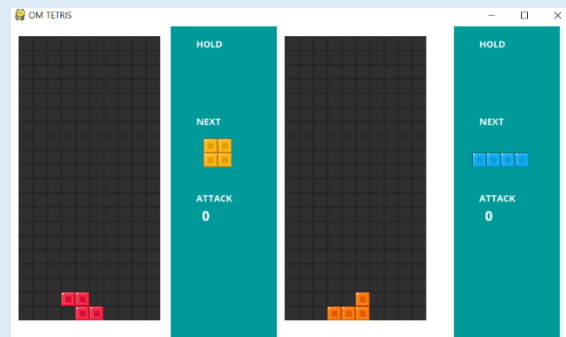 OM TETRIS
HOLD
NEXT
ATTACK
0
HOLD
NEXT
ATTACK
0